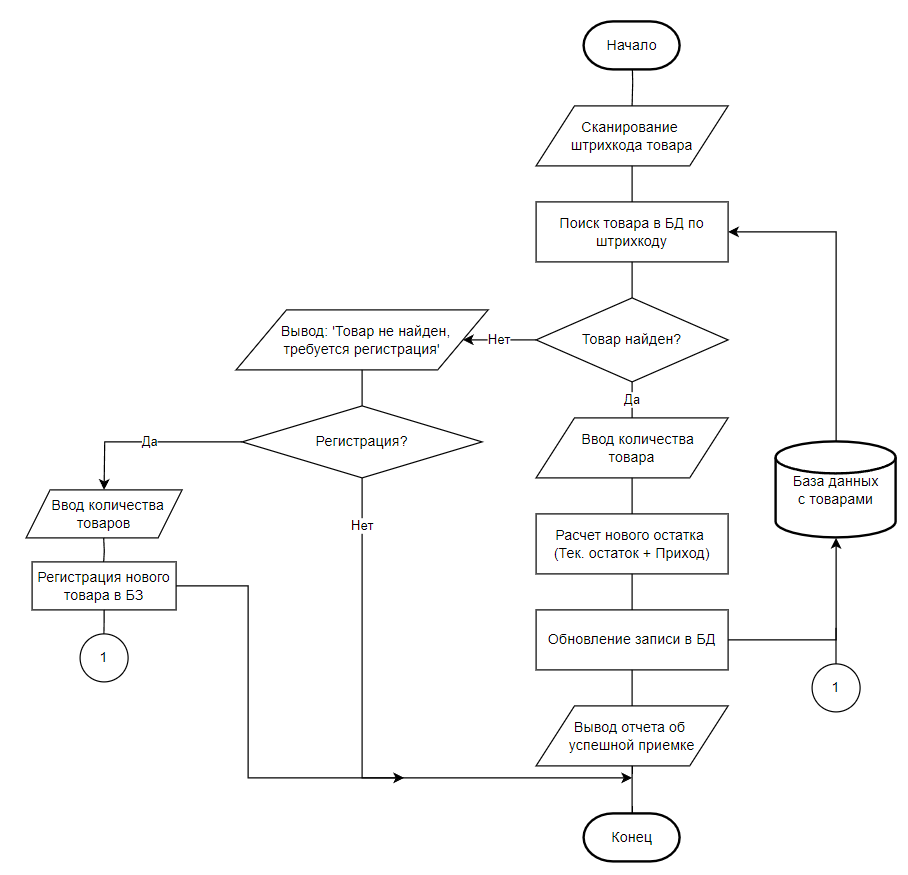 Начало
Сканирование
штрихкода товара
Поиск товара в БД по
штрихкоду
Товар найден?
Нет
Вывод: 'Товар не найден,
требуется регистрация'
Да
Регистрация?
Да
Ввод количества
товара
База данных
с товарами
Ввод количества
товаров
Нет
Расчет нового остатка
(Тек. остаток + Приход)
Регистрация нового
товара в БЗ
Обновление записи в БД
1
1
Вывод отчета об
успешной приемке
Конец